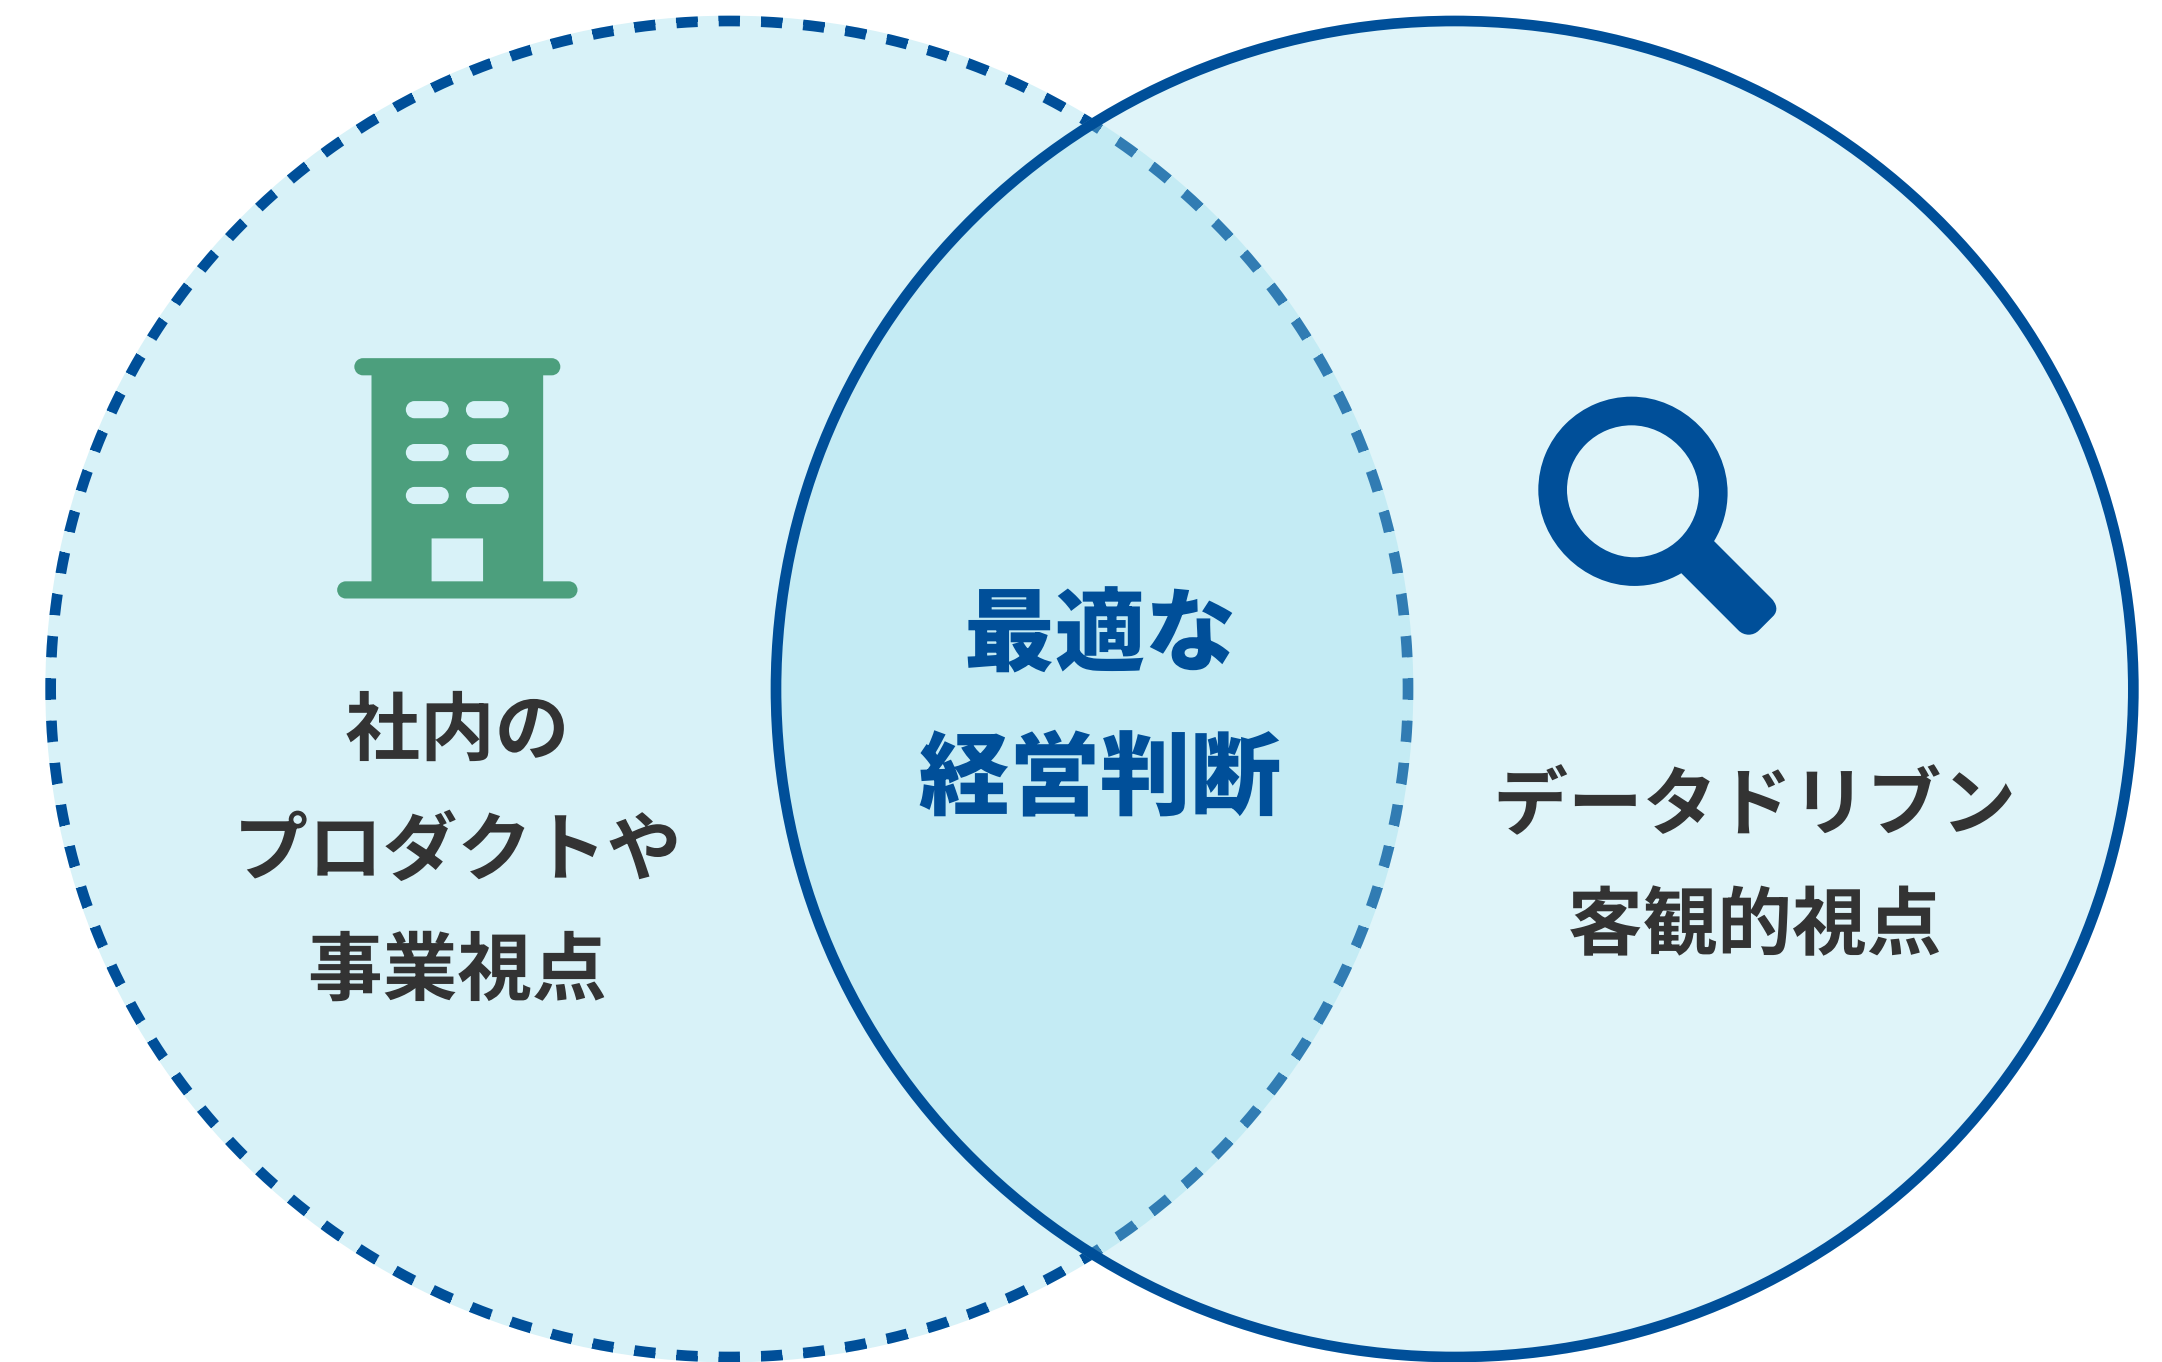 社内の
プロダクトや
事業視点
最適な
経営判断
データドリブン
客観的視点